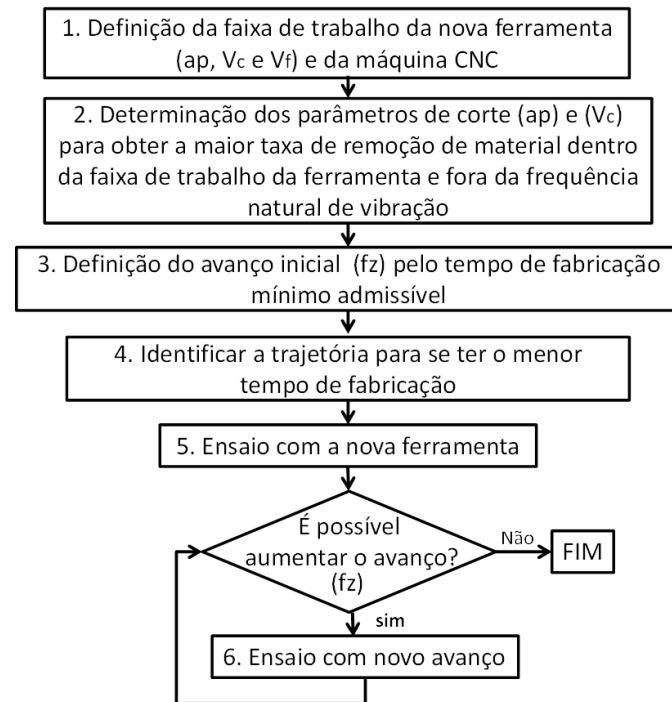 1. Definição da faixa de trabalho da nova ferramenta
(ap, Vc e Vf) e da máquina CNC
2. Determinação dos parâmetros de corte (ap) e (Vc)
para obter a maior taxa de remoção de material dentro
da faixa de trabalho da ferramenta e fora da frequência
natural de vibração
3. Definição do avanço inicial (fz) pelo tempo de fabricação
mínimo admissível
4. Identificar a trajetória para se ter o menor
tempo de fabricação
5. Ensaio com a nova ferramenta
É possível
aumentar o avanço?
(fz)
Não
FIM
sim
6. Ensaio com novo avanço